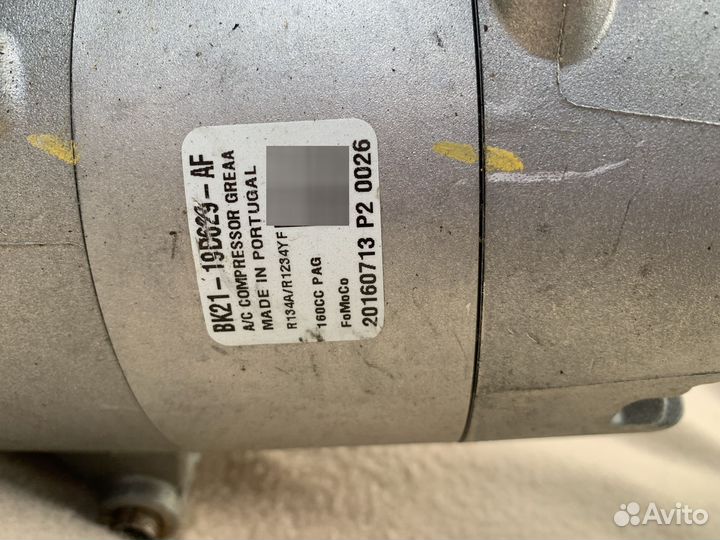 BK21-19D629-AF
A/C COMPRESSOR GREAA
MADE IN PORTUGAL
R134A/R1234YF
160CC PAG
FoMoCo
20160713 P2 0026
Avito